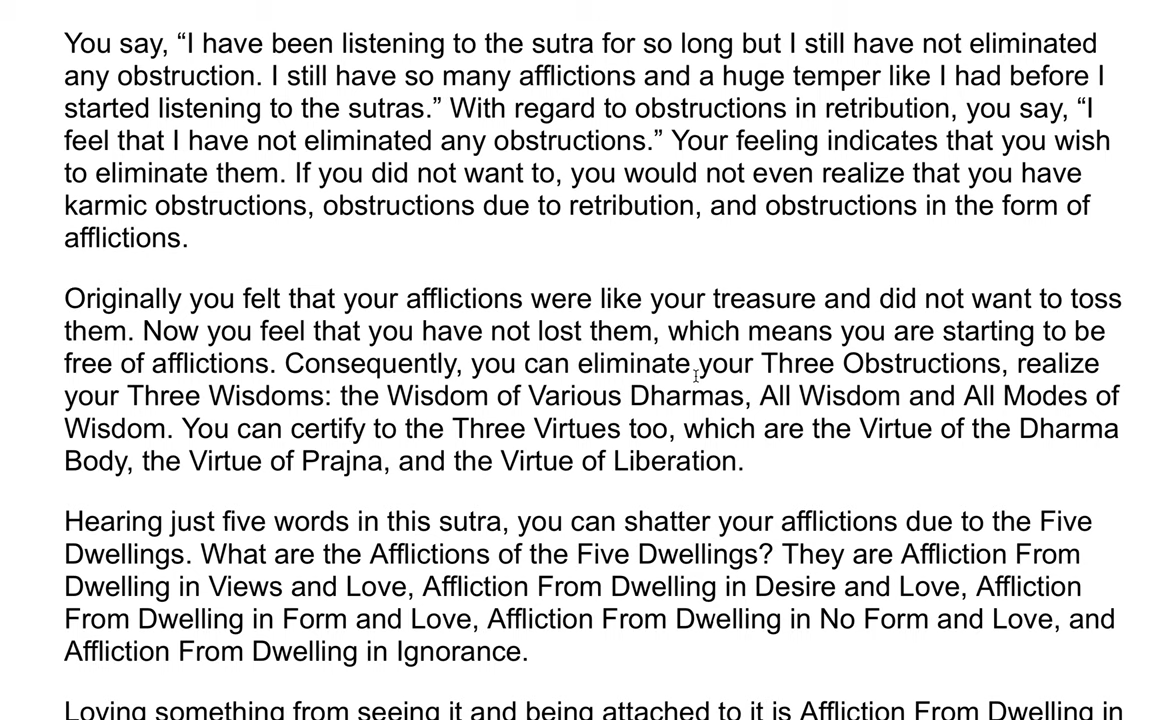 You say, “I have been listening to the sutra for so long but I still have not eliminated
any obstruction. I still have so many afflictions and a huge temper like I had before I
started listening to the sutras.” With regard to obstructions in retribution, you say, “I
feel that I have not eliminated any obstructions.” Your feeling indicates that you wish
to eliminate them. If you did not want to, you would not even realize that you have
karmic obstructions, obstructions due to retribution, and obstructions in the form of
afflictions.
Originally you felt that your afflictions were like your treasure and did not want to toss
them. Now you feel that you have not lost them, which means you are starting to be
free of afflictions. Consequently, you can eliminate your Three Obstructions, realize
your Three Wisdoms: the Wisdom of Various Dharmas, All Wisdom and All Modes of
Wisdom. You can certify to the Three Virtues too, which are the Virtue of the Dharma
Body, the Virtue of Prajna, and the Virtue of Liberation.
Hearing just five words in this sutra, you can shatter your afflictions due to the Five
Dwellings. What are the Afflictions of the Five Dwellings? They are Affliction From
Dwelling in Views and Love, Affliction From Dwelling in Desire and Love, Affliction
From Dwelling in Form and Love, Affliction From Dwelling in No Form and Love, and
Affliction From Dwelling in Ignorance.
Loving something from seeing it and being attached to it is Affliction From Dwelling in